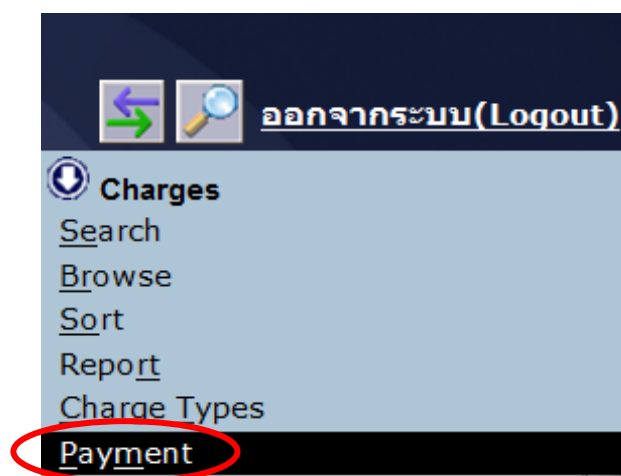 ออกจากระบบ(Logout)
Charges
Search
Browse
Sort
Report
Charge Types
Payment